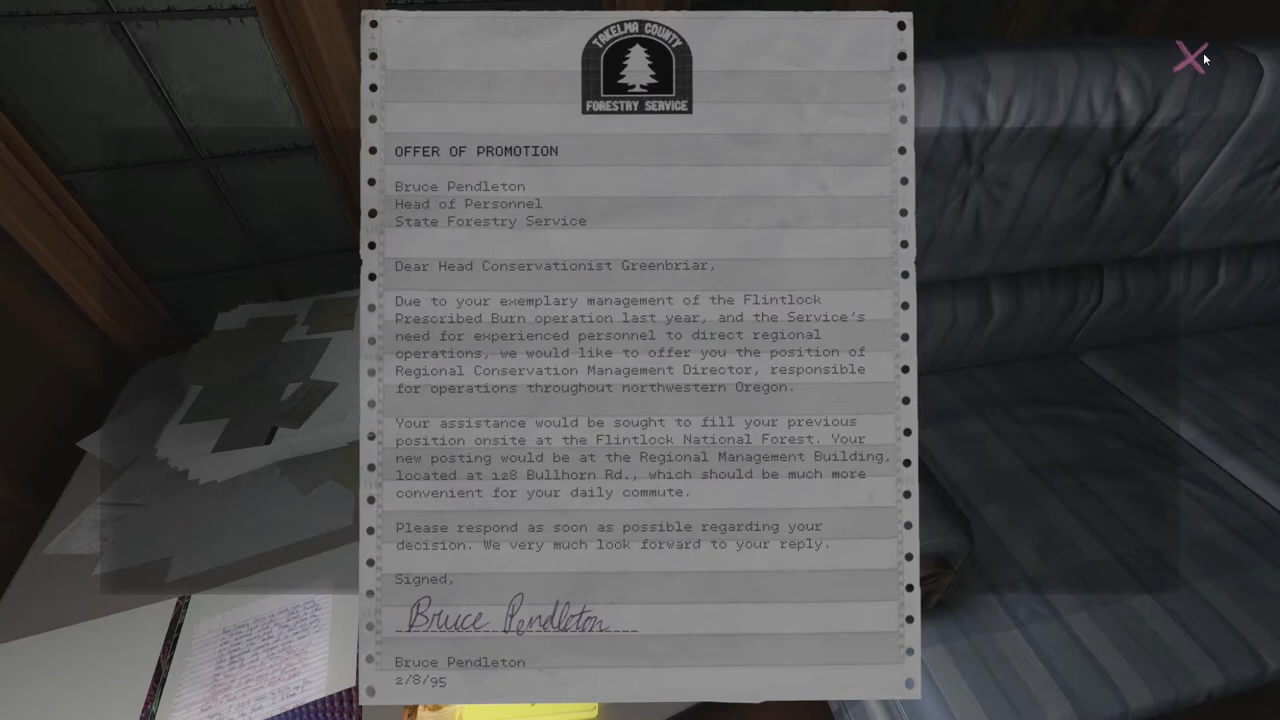 TAKELMA COUNTY
FORESTRY SERVICE
OFFER OF PROMOTION
Bruce Pendleton
Head of Personnel
State Forestry Service
Dear Head Conservationist Greenbriar,
Due to your exemplary management of the Flintlock
Prescribed Burn operation last year, and the Service's
need for experienced personnel to direct regional
operations, we would like to offer you the position of
Regional Conservation Management Director, responsible
for operations throughout northwestern Oregon.
Your assistance would be sought to fill your previous
position onsite at the Flintlock National Forest. Your
new posting would be at the Regional Management Building,
located at 128 Bullhorn Rd., which should be much more
convenient for your daily commute.
Please respond as soon as possible regarding your
decision. We very much look forward to your reply.
Signed,
Bruce Pendleton
Bruce Pendleton
2/8/95